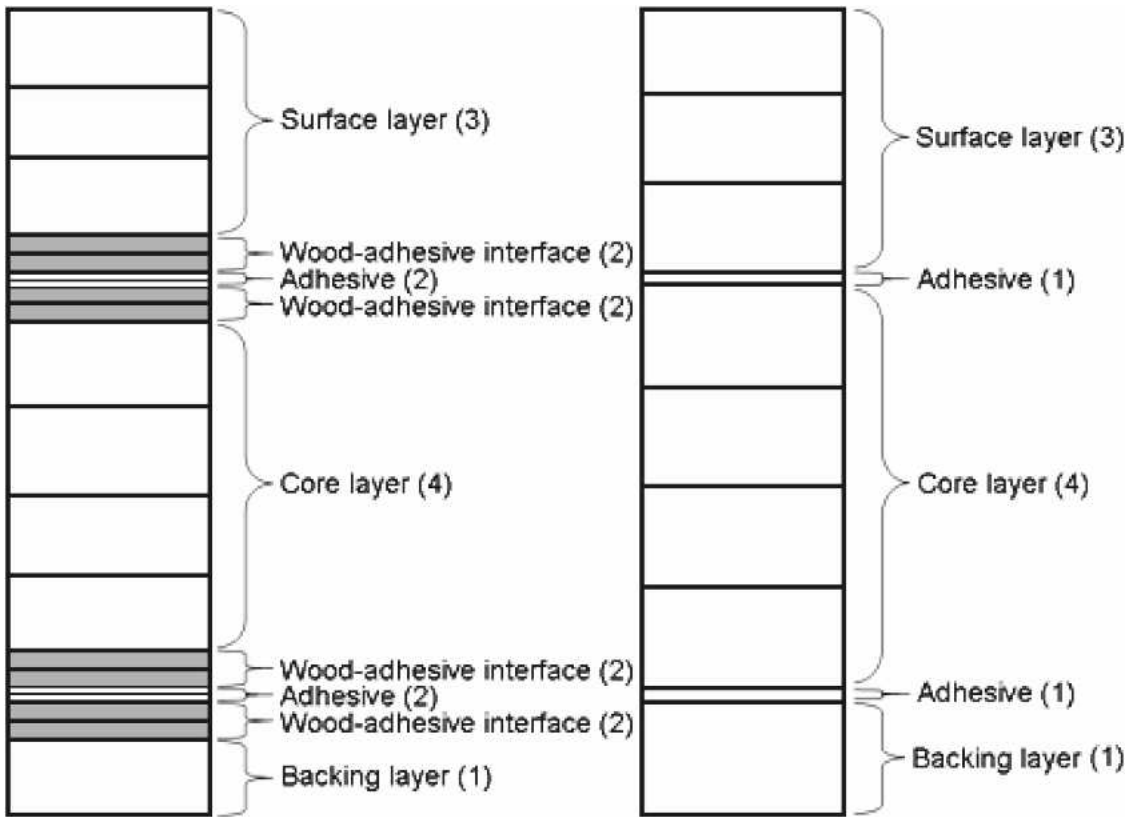 Surface layer (3)
Wood-adhesive interface (2)
Adhesive (2)
Wood-adhesive interface (2)
Core layer (4)
Wood-adhesive interface (2)
Adhesive (2)
Wood-adhesive interface (2)
Backing layer (1)
Surface layer (3)
Adhesive (1)
Core layer (4)
Adhesive (1)
Backing layer (1)